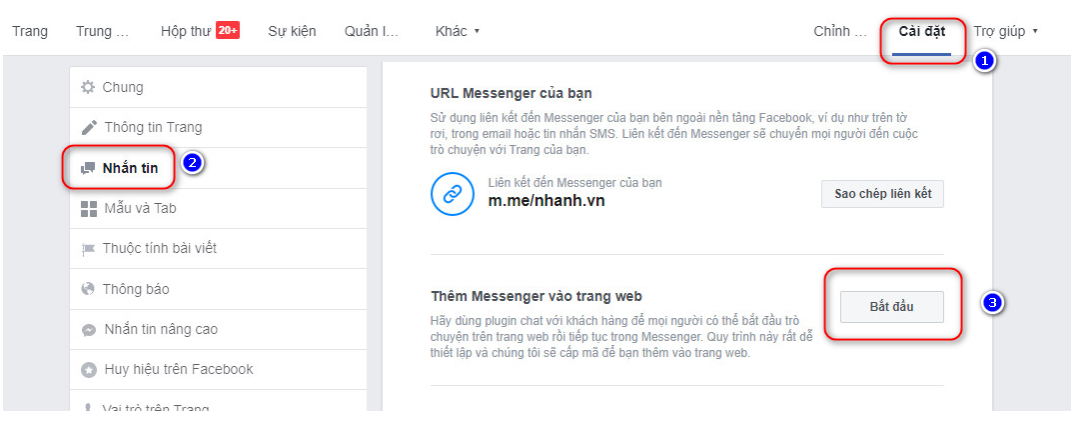 Trang Trung ... Hộp thư 20+ Sự kiện Quản l... Khác Chỉnh ... Cài đặt Trợ giúp
1
Chung
Thông tin Trang
Nhắn tin
2
Mẫu và Tab
Thuộc tính bài viết
Thông báo
Nhắn tin nâng cao
Huy hiệu trên Facebook
Vai trò trên Trang
URL Messenger của bạn
Sử dụng liên kết đến Messenger của bạn bên ngoài nền tảng Facebook, ví dụ như trên tờ
rơi, trong email hoặc tin nhắn SMS. Liên kết đến Messenger sẽ chuyển mọi người đến cuộc
trò chuyện với Trang của bạn.
Liên kết đến Messenger của bạn
m.me/nhanh.vn
Sao chép liên kết
Thêm Messenger vào trang web
Hãy dùng plugin chat với khách hàng để mọi người có thể bắt đầu trò
chuyện trên trang web rồi tiếp tục trong Messenger. Quy trình này rất dễ
thiết lập và chúng tôi sẽ cấp mã để bạn thêm vào trang web.
Bắt đầu
3